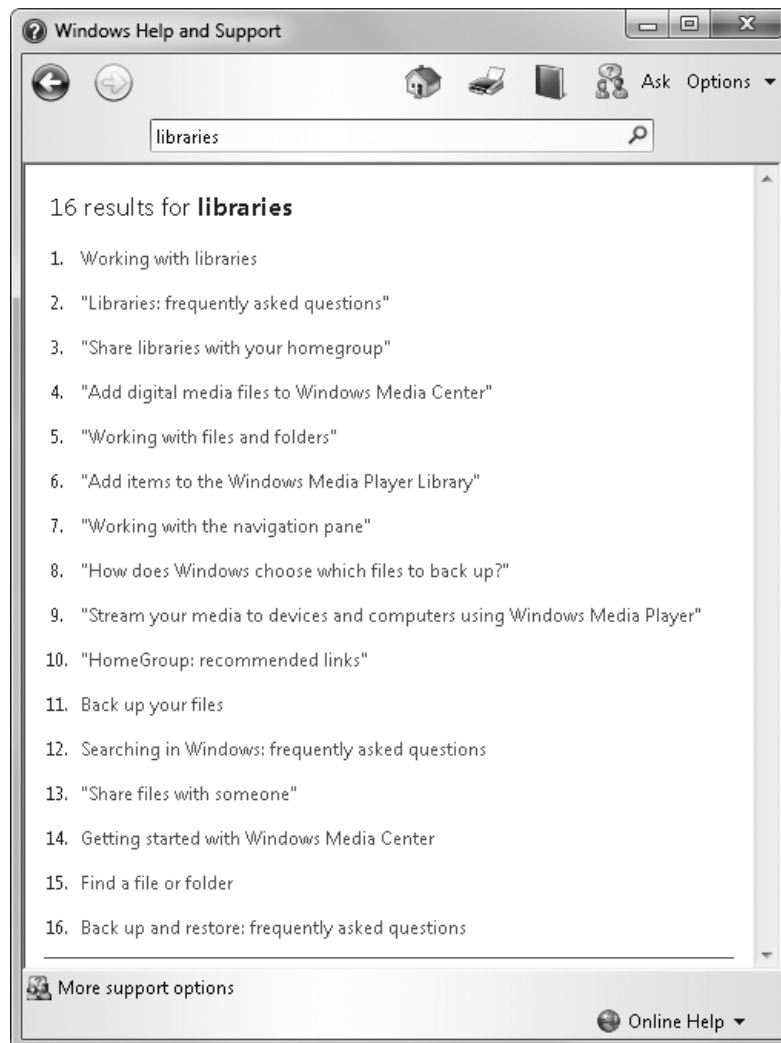 Windows Help and Support
Ask Options
libraries
16 results for libraries
1. Working with libraries
2. "Libraries: frequently asked questions"
3. "Share libraries with your homegroup"
4. "Add digital media files to Windows Media Center"
5. "Working with files and folders"
6. "Add items to the Windows Media Player Library"
7. "Working with the navigation pane"
8. "How does Windows choose which files to back up?"
9. "Stream your media to devices and computers using Windows Media Player"
10. "HomeGroup: recommended links"
11. Back up your files
12. Searching in Windows: frequently asked questions
13. "Share files with someone"
14. Getting started with Windows Media Center
15. Find a file or folder
16. Back up and restore: frequently asked questions
More support options
Online Help